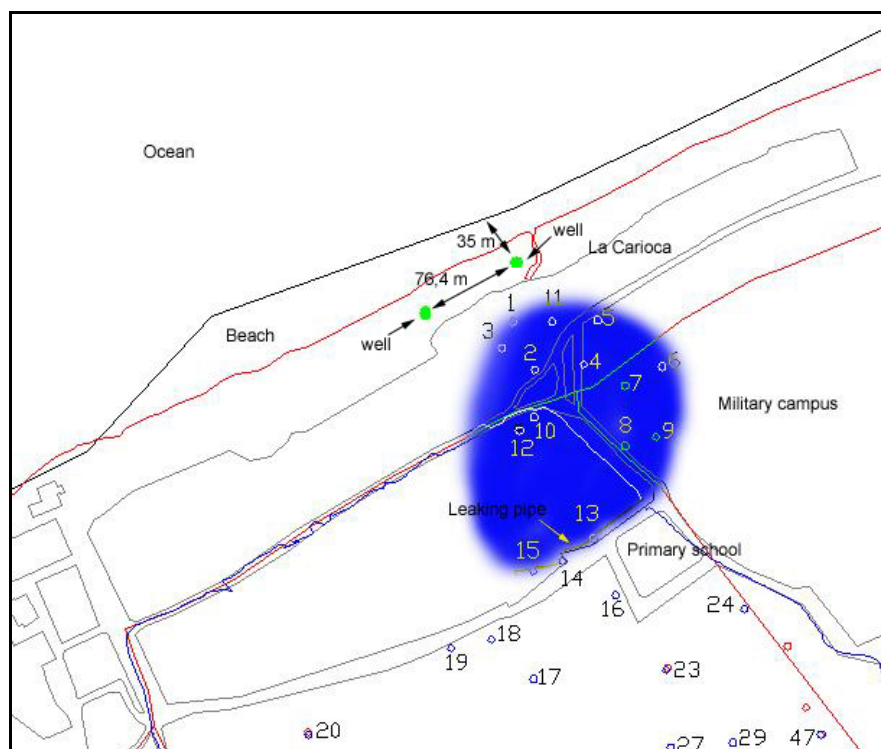 Ocean
35 m
well
La Carioca
76,4 m
Beach
well
1
11
5
3
2
4
6
7
Military campus
10
8
9
12
Leaking pipe
13
Primary school
15
14
16
24
18
19
17
23
20
27
29
47